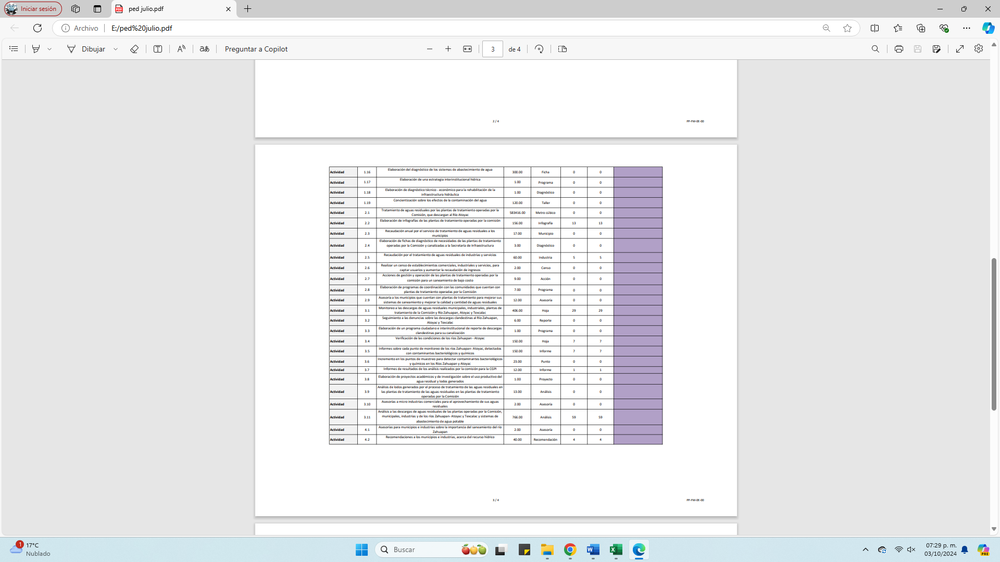 Iniciar sesión
ped julio.pdf
Archivo
E:/ped%20julio.pdf
Dibujar
Preguntar a Copilot
3
de 4
2 / 4
PP-FM-0E-00
Actividad 1.16 Elaboración del diagnóstico de los sistemas de abastecimiento de agua 300.00 Ficha 0 0
Actividad 1.17 Elaboración de una estrategia interinstitucional hídrica 1.00 Programa 0 0
Actividad 1.18 Elaboración de diagnóstico técnico - económico para la rehabilitación de la
infraestructura hidráulica 1.00 Diagnóstico 0 0
Actividad 1.19 Concientización sobre los efectos de la contaminación del agua 120.00 Taller 0 0
Actividad 2.1 Tratamiento de aguas residuales por las plantas de tratamiento operadas por la
Comisión, que descargan al Río Atoyac 583416.00 Metro cúbico 0 0
Actividad 2.2 Elaboración de infografías de las plantas de tratamiento operadas por la comisión 156.00 Infografía 13 13
Actividad 2.3 Recaudación anual por el servicio de tratamiento de aguas residuales a los
municipios 17.00 Municipio 0 0
Actividad 2.4 Elaboración de fichas de diagnóstico de necesidades de las plantas de tratamiento
operadas por la Comisión y canalizadas a la Secretaría de Infraestructura 3.00 Diagnóstico 0 0
Actividad 2.5 Recaudación por el tratamiento de aguas residuales de industrias y servicios 60.00 Industria 5 5
Actividad 2.6 Realizar un censo de establecimientos comerciales, industriales y servicios, para
captar usuarios y aumentar la recaudación de ingresos 2.00 Censo 0 0
Actividad 2.7 Acciones de gestión y operación de las plantas de tratamiento operadas por la
comisión para un saneamiento de bajo costo 9.00 Acción 0 0
Actividad 2.8 Elaboración de programas de coordinación con las comunidades que cuentan con
plantas de tratamiento operadas por la Comisión 7.00 Programa 0 0
Actividad 2.9 Asesoría a los municipios que cuentan con plantas de tratamiento para mejorar sus
sistemas de saneamiento y mejorar la calidad y cantidad de aguas residuales 12.00 Asesoría 0 0
Actividad 3.1 Monitoreo a las descargas de aguas residuales municipales, industriales, plantas de
tratamiento de la Comisión y Río Zahuapan, Atoyac y Texcalac 406.00 Hoja 29 29
Actividad 3.2 Seguimiento a las denuncias sobre las descargas clandestinas al Río Zahuapan,
Atoyac y Texcalac 6.00 Reporte 0 0
Actividad 3.3 Elaboración de un programa ciudadano e interinstitucional de reporte de descargas
clandestinas para su canalización 1.00 Programa 0 0
Actividad 3.4 Verificación de las condiciones de los ríos Zahuapan - Atoyac 150.00 Hoja 7 7
Actividad 3.5 Informes sobre cada punto de monitoreo de los ríos Zahuapan- Atoyac, detectados
con contaminantes bacteriológicos y químicos 150.00 Informe 7 7
Actividad 3.6 Incremento en los puntos de muestreo para detectar contaminantes bacteriológicos
y químicos en los Ríos Zahuapan y Atoyac 23.00 Punto 0 0
Actividad 3.7 Informes de resultados de los análisis realizados por la comisión para la CGPI 12.00 Informe 1 1
Actividad 3.8 Elaboración de proyectos académicos y de investigación sobre el uso productivo del
agua residual y lodos generados 1.00 Proyecto 0 0
Actividad 3.9 Análisis de lodos generados por el proceso de tratamiento de las aguas residuales en
las plantas de tratamiento de las aguas residuales en las plantas de tratamiento
operadas por la Comisión 13.00 Análisis 0 0
Actividad 3.10 Asesorías a micro industrias comerciales para el aprovechamiento de sus aguas
residuales 2.00 Asesoría 0 0
Actividad 3.11 Análisis a las descargas de aguas residuales de las plantas operadas por la Comisión,
municipales, industrias y de los ríos Zahuapan- Atoyac y Texcalac y sistemas de
abastecimiento de agua potable 766.00 Análisis 59 59
Actividad 4.1 Asesorías para municipios e industrias sobre la importancia del saneamiento del río
Zahuapan 2.00 Asesoría 0 0
Actividad 4.2 Recomendaciones a los municipios e industrias, acerca del recurso hídrico 40.00 Recomendación 4 4
3 / 4
PP-FM-0E-00
1
17°C
Nublado
Buscar
07:29 p. m.
03/10/2024
PRE